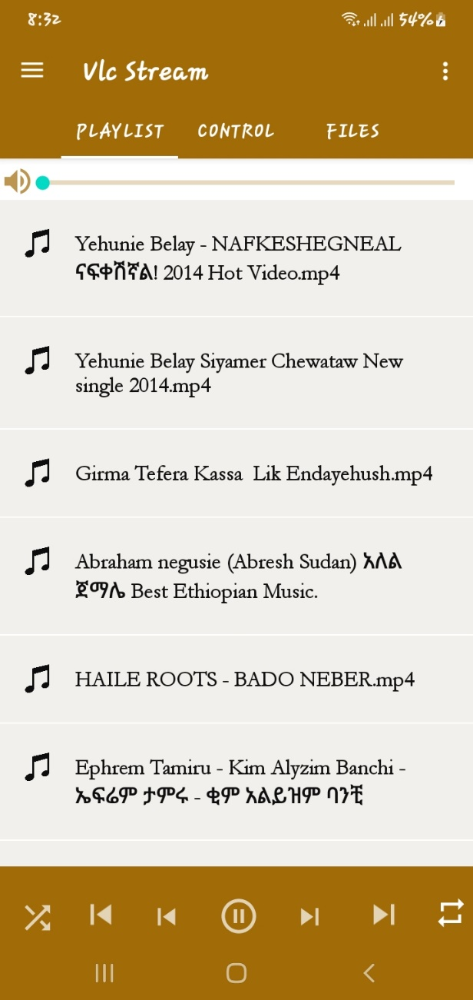 8:32 54%
Vlc Stream
PLAYLIST CONTROL FILES
Yehunie Belay - NAFKESHEGNEAL
ናፍቀሽኛል! 2014 Hot Video.mp4
Yehunie Belay Siyamer Chewataw New
single 2014.mp4
Girma Tefera Kassa  Lik Endayehush.mp4
Abraham negusie (Abresh Sudan) አለል
ጀማሌ Best Ethiopian Music.
HAILE ROOTS - BADO NEBER.mp4
Ephrem Tamiru - Kim Alyzim Banchi -
ኤፍሬም ታምሩ - ቂም አልይዝም ባንቺ